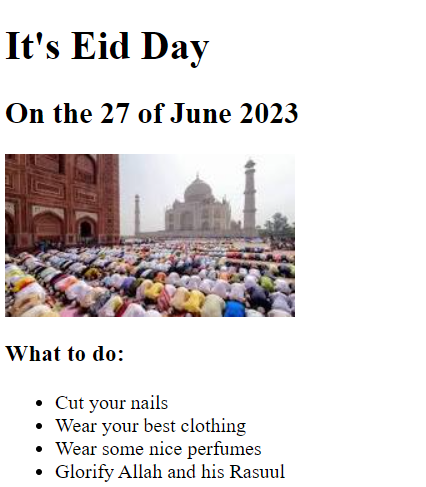 It's Eid Day
On the 27 of June 2023
What to do:
Cut your nails
Wear your best clothing
Wear some nice perfumes
Glorify Allah and his Rasuul